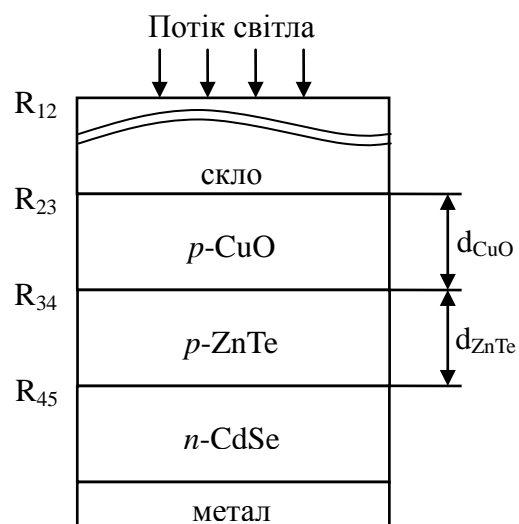 Потік світла
R12
скло
R23
p-CuO
dCuO
R34
p-ZnTe
dZnTe
R45
n-CdSe
метал